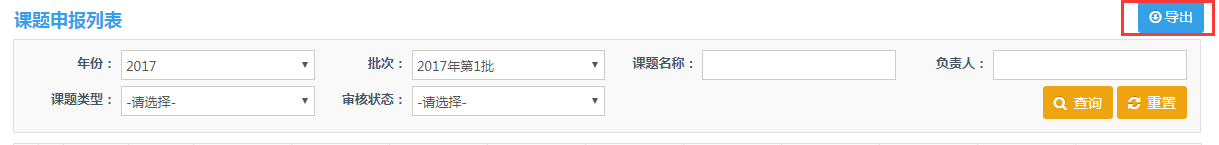 课题申报列表 导出
年份： 2017 批次： 2017年第1批 课题名称： 负责人：
课题类型： -请选择- 审核状态： -请选择- 查询 重置